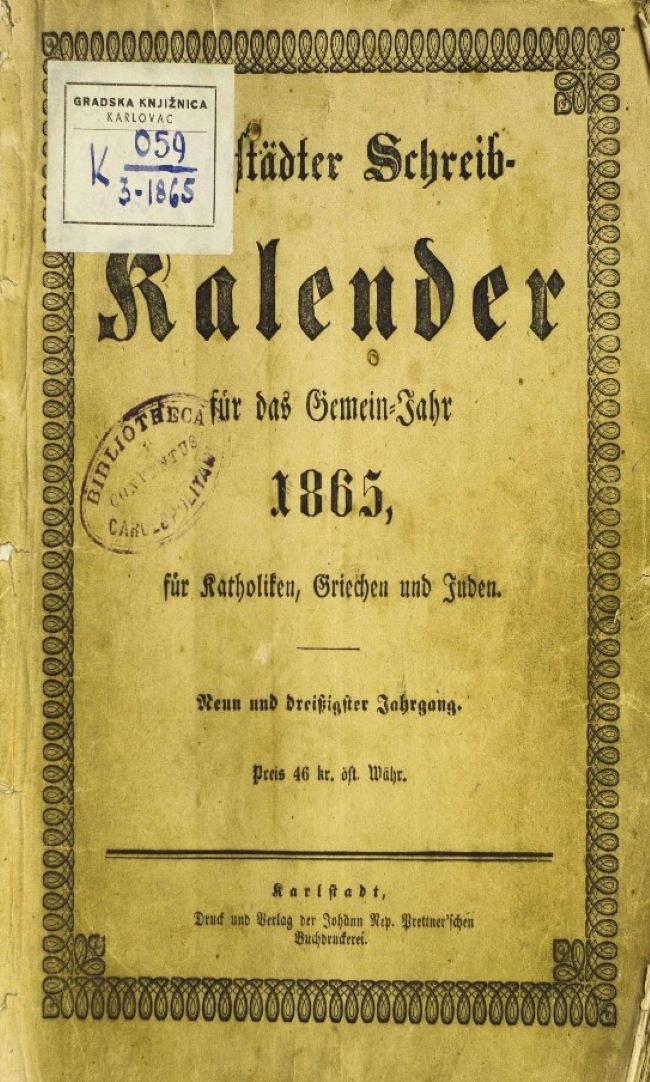 GRADSKA KNJIŽNICA
KARLOVAC
K 059
3-1865
städter Schreib-
Kalender
für das Gemein-Jahr
1865,
BIBLIOTHECA
CONVENTUS
CAROLOPOLITAN
für Katholiken, Griechen und Juden.
Neun und dreißigster Jahrgang.
Preis 46 kr. öst. Währ.
Karlstadt,
Druck und Verlag der Johann Nep. Prettner'schen
Buchdruckerei.